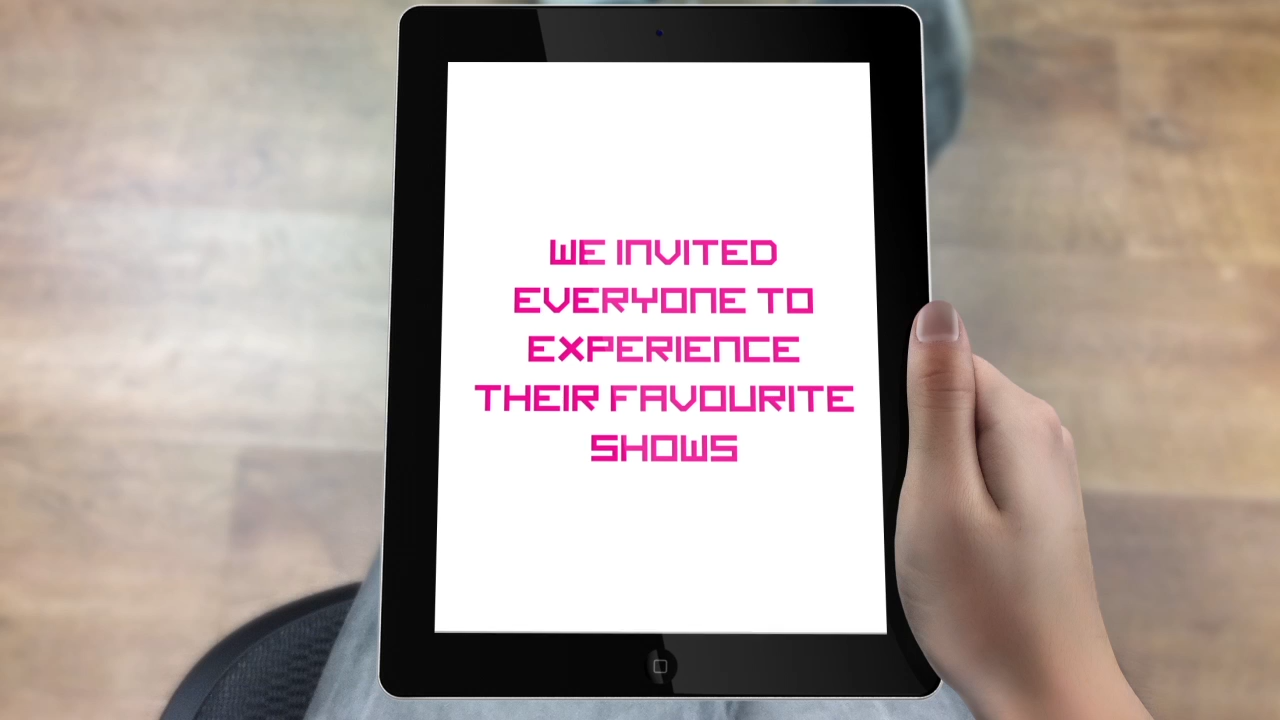 WE INVITED
EVERYONE TO
EXPERIENCE
THEIR FAVOURITE
SHOWS